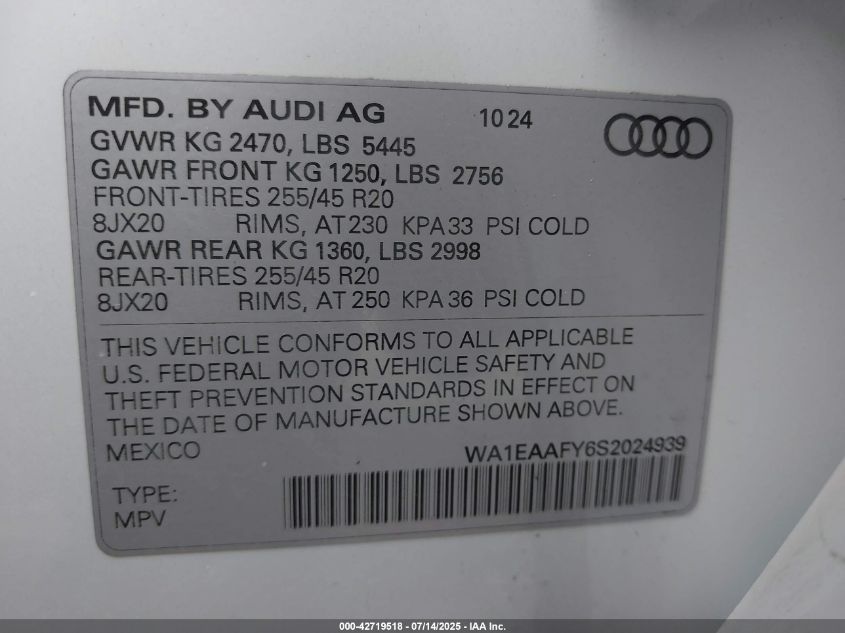 MFD. BY AUDI AG 10 24
GVWR KG 2470, LBS 5445
GAWR FRONT KG 1250, LBS 2756
FRONT-TIRES 255/45 R20
8JX20 RIMS, AT 230 KPA 33 PSI COLD
GAWR REAR KG 1360, LBS 2998
REAR-TIRES 255/45 R20
8JX20 RIMS, AT 250 KPA 36 PSI COLD
THIS VEHICLE CONFORMS TO ALL APPLICABLE
U.S. FEDERAL MOTOR VEHICLE SAFETY AND
THEFT PREVENTION STANDARDS IN EFFECT ON
THE DATE OF MANUFACTURE SHOWN ABOVE.
MEXICO WA1EAAFY6S2024939
TYPE:
MPV
000-42719518 - 07/14/2025 - IAA Inc.